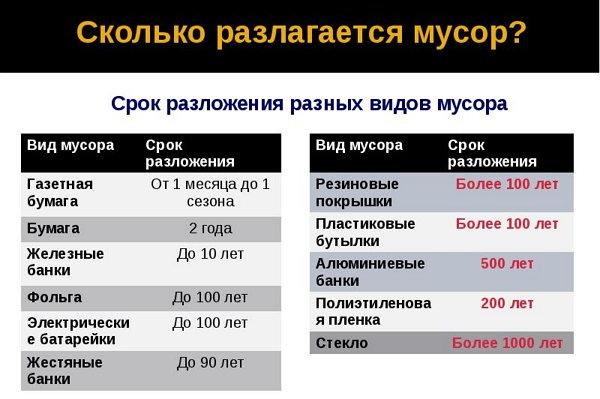 Сколько разлагается мусор?
Срок разложения разных видов мусора
Вид мусора Срок
разложения
Газетная От 1 месяца до 1
бумага сезона
Бумага 2 года
Железные До 10 лет
банки
Фольга До 100 лет
Электрически До 100 лет
е батарейки
Жестяные До 90 лет
банки
Вид мусора Срок
разложения
Резиновые Более 100 лет
покрышки
Пластиковые Более 100 лет
бутылки
Алюминиевые 500 лет
банки
Полиэтиленова 200 лет
я пленка
Стекло Более 1000 лет